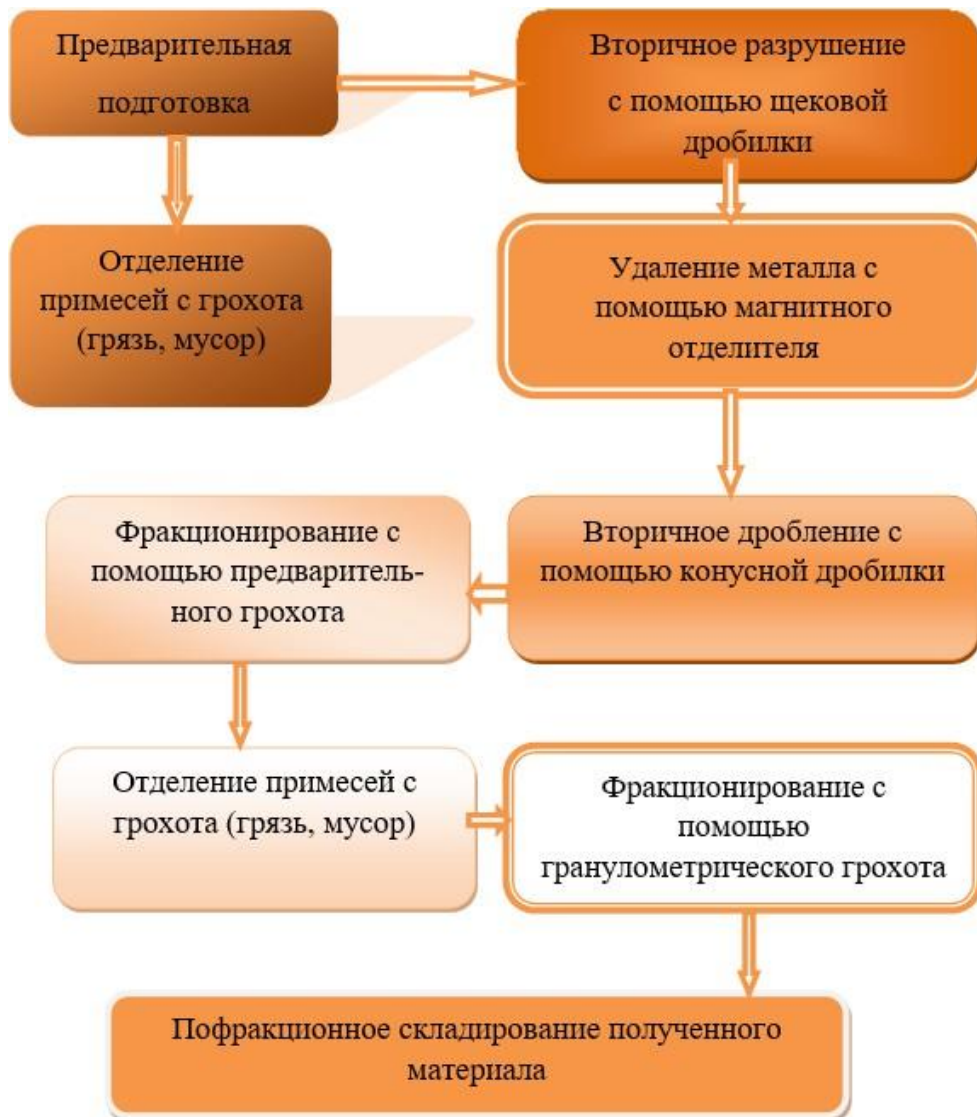 Предварительная
подготовка
Вторичное разрушение
с помощью щековой
дробилки
Отделение
примесей с грохота
(грязь, мусор)
Удаление металла с
помощью магнитного
отделителя
Фракционирование с
помощью предваритель-
ного грохота
Вторичное дробление с
помощью конусной дробилки
Отделение примесей с
грохота (грязь, мусор)
Фракционирование с
помощью
гранулометрического грохота
Пофракционное складирование полученного
материала